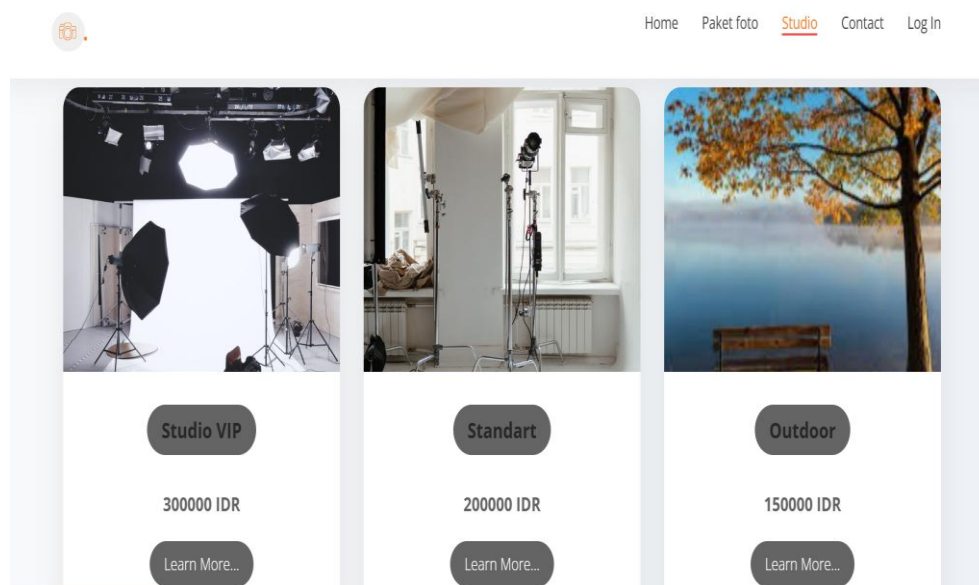 Home Paket foto Studio Contact Log In
Studio VIP Standart Outdoor
300000 IDR 200000 IDR 150000 IDR
Learn More... Learn More... Learn More...